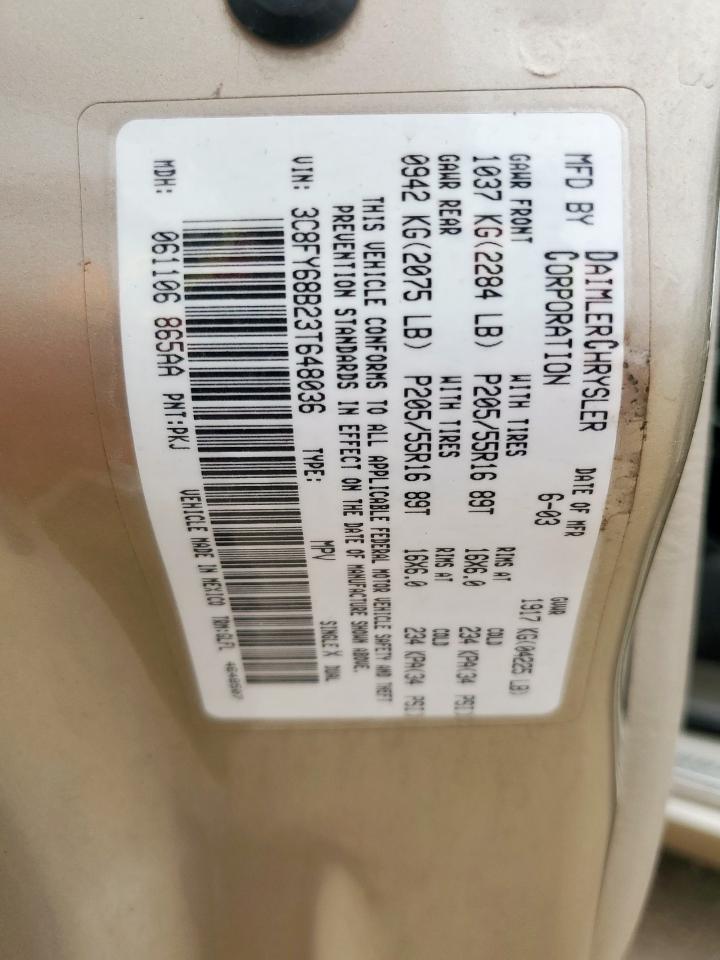 MFD BY DAIMLERCHRYSLER CORPORATION
DATE OF MFR 6-03
GVWR 1917 KG(04225 LB)
GAWR FRONT WITH TIRES RIMS AT COLD
1037 KG(2284 LB) P205/55R16 89T 16X6.0 234 KPA(34 PSI)
GAWR REAR WITH TIRES RIMS AT COLD
0942 KG(2075 LB) P205/55R16 89T 16X6.0 234 KPA(34 PSI)
THIS VEHICLE CONFORMS TO ALL APPLICABLE FEDERAL MOTOR VEHICLE SAFETY AND THEFT
PREVENTION STANDARDS IN EFFECT ON THE DATE OF MANUFACTURE SHOWN ABOVE.
VIN: 3C8FY68B23T648036 TYPE: MPV SINGLE X DUAL
MDH: 061106 865AA PNT:PKJ VEHICLE MADE IN MEXICO TRM:GLFL 4648507